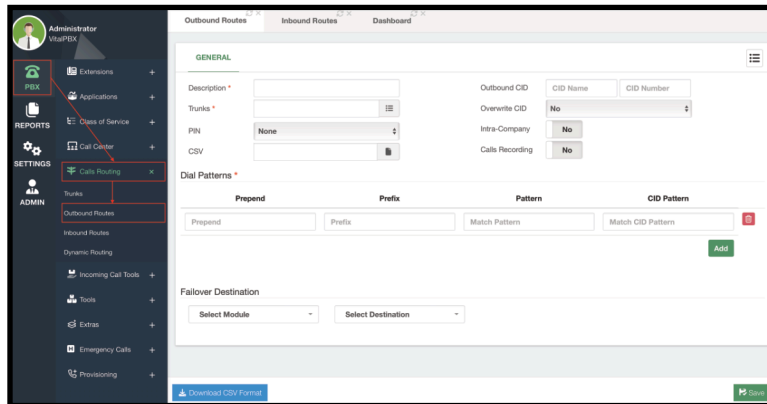 Administrator
VitalPBX
PBX
REPORTS
SETTINGS
ADMIN
Extensions +
Applications +
Class of Service +
Call Center +
Calls Routing ×
Trunks
Outbound Routes
Inbound Routes
Dynamic Routing
Incoming Call Tools +
Tools +
Extras +
Emergency Calls +
Provisioning +
Outbound Routes
Inbound Routes
Dashboard
GENERAL
Description *
Trunks *
PIN None
CSV
Outbound CID CID Name CID Number
Overwrite CID No
Intra-Company No
Calls Recording No
Dial Patterns *
Prepend Prefix Pattern CID Pattern
Prepend Prefix Match Pattern Match CID Pattern
Add
Failover Destination
Select Module Select Destination
Download CSV Format
Save